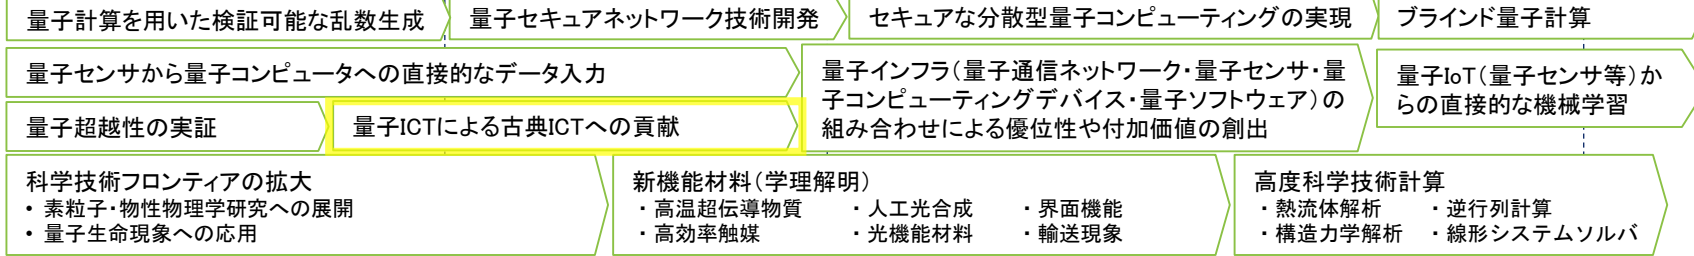 量子計算を用いた検証可能な乱数生成
量子セキュアネットワーク技術開発
セキュアな分散型量子コンピューティングの実現
ブラインド量子計算
量子センサから量子コンピュータへの直接的なデータ入力
量子インフラ(量子通信ネットワーク・量子センサ・量
子コンピューティングデバイス・量子ソフトウェア)の
組み合わせによる優位性や付加価値の創出
量子IoT(量子センサ等)か
らの直接的な機械学習
量子超越性の実証
量子ICTによる古典ICTへの貢献
科学技術フロンティアの拡大
• 素粒子・物性物理学研究への展開
• 量子生命現象への応用
新機能材料(学理解明)
・高温超伝導物質 ・人工光合成 ・界面機能
・高効率触媒 ・光機能材料 ・輸送現象
高度科学技術計算
・熱流体解析 ・逆行列計算
・構造力学解析 ・線形システムソルバ